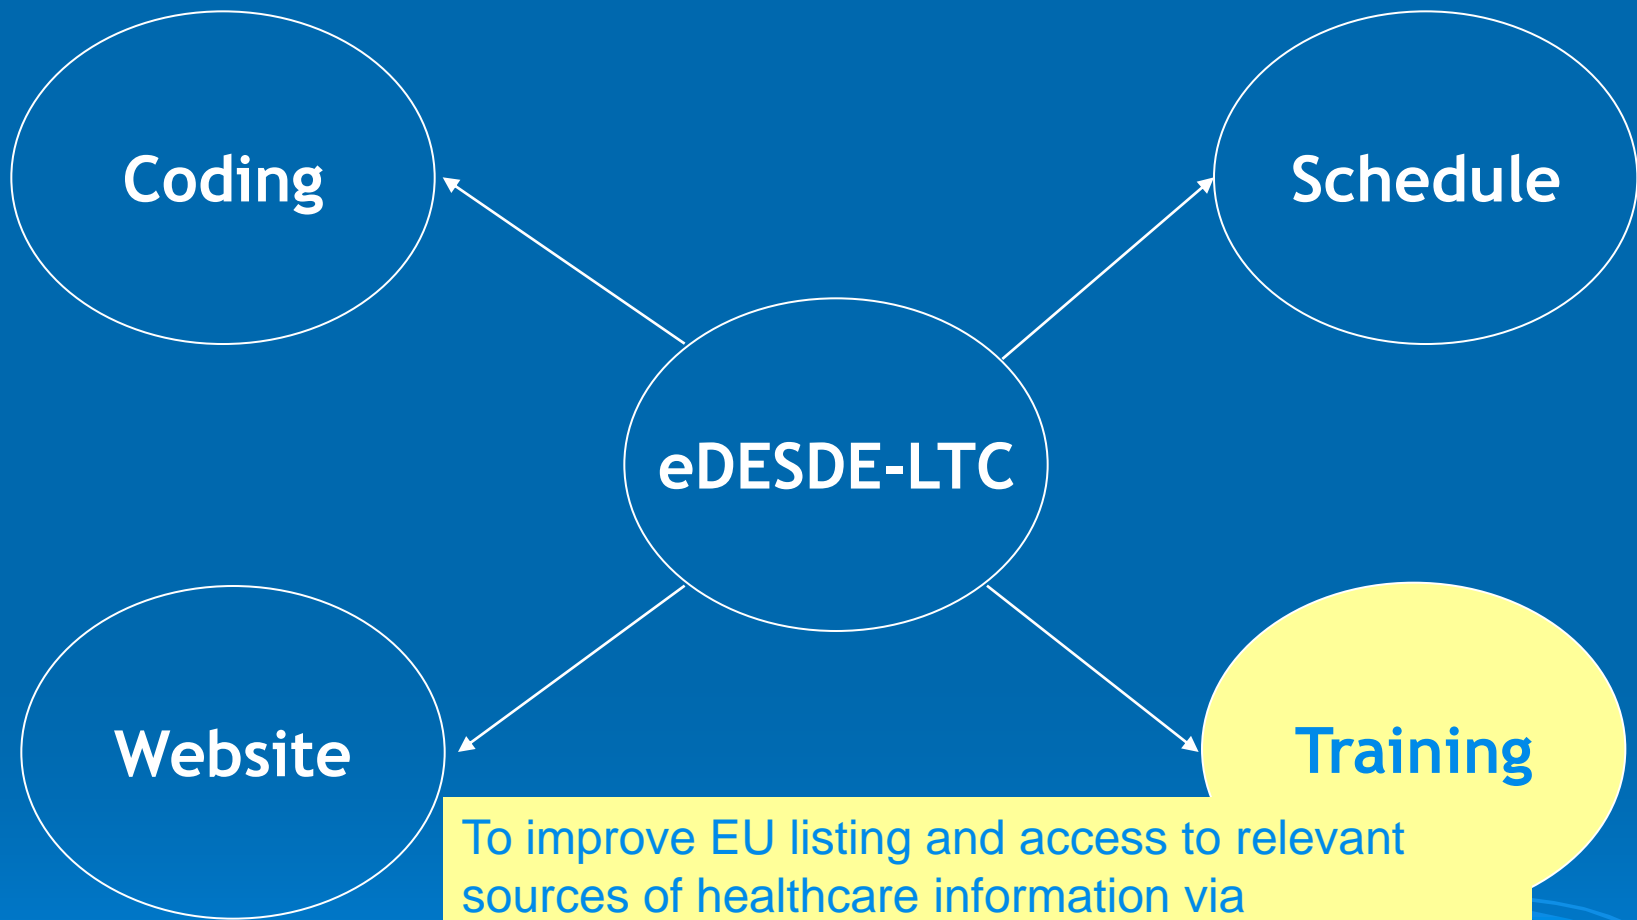 Coding
Schedule
eDESDE-LTC
Website
Training
To improve EU listing and access to relevant
sources of healthcare information via